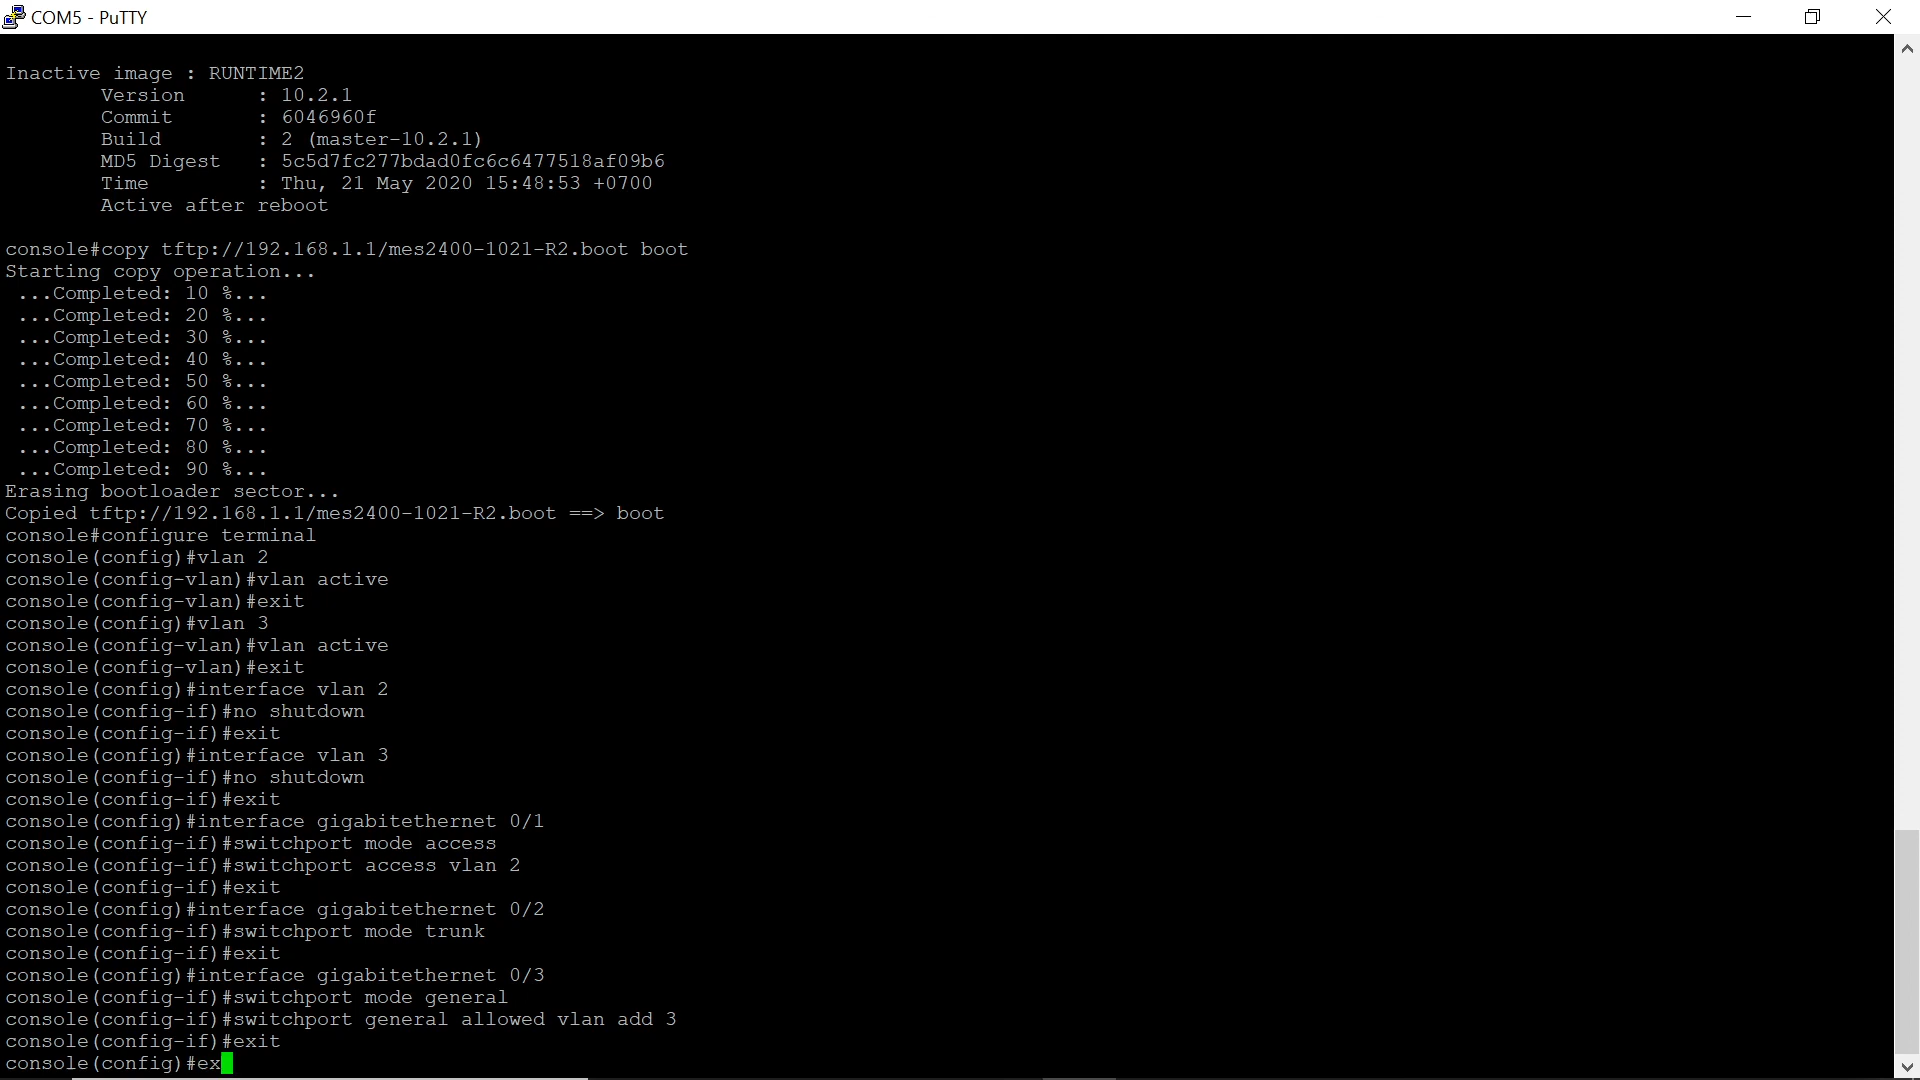 COM5 - PuTTY
Inactive image : RUNTIME2
        Version      : 10.2.1
        Commit       : 6046960f
        Build        : 2 (master-10.2.1)
        MD5 Digest   : 5c5d7fc277bdad0fc6c6477518af09b6
        Time         : Thu, 21 May 2020 15:48:53 +0700
        Active after reboot
console#copy tftp://192.168.1.1/mes2400-1021-R2.boot boot
Starting copy operation...
 ...Completed: 10 %...
 ...Completed: 20 %...
 ...Completed: 30 %...
 ...Completed: 40 %...
 ...Completed: 50 %...
 ...Completed: 60 %...
 ...Completed: 70 %...
 ...Completed: 80 %...
 ...Completed: 90 %...
Erasing bootloader sector...
Copied tftp://192.168.1.1/mes2400-1021-R2.boot ==> boot
console#configure terminal
console(config)#vlan 2
console(config-vlan)#vlan active
console(config-vlan)#exit
console(config)#vlan 3
console(config-vlan)#vlan active
console(config-vlan)#exit
console(config)#interface vlan 2
console(config-if)#no shutdown
console(config-if)#exit
console(config)#interface vlan 3
console(config-if)#no shutdown
console(config-if)#exit
console(config)#interface gigabitethernet 0/1
console(config-if)#switchport mode access
console(config-if)#switchport access vlan 2
console(config-if)#exit
console(config)#interface gigabitethernet 0/2
console(config-if)#switchport mode trunk
console(config-if)#exit
console(config)#interface gigabitethernet 0/3
console(config-if)#switchport mode general
console(config-if)#switchport general allowed vlan add 3
console(config-if)#exit
console(config)#ex